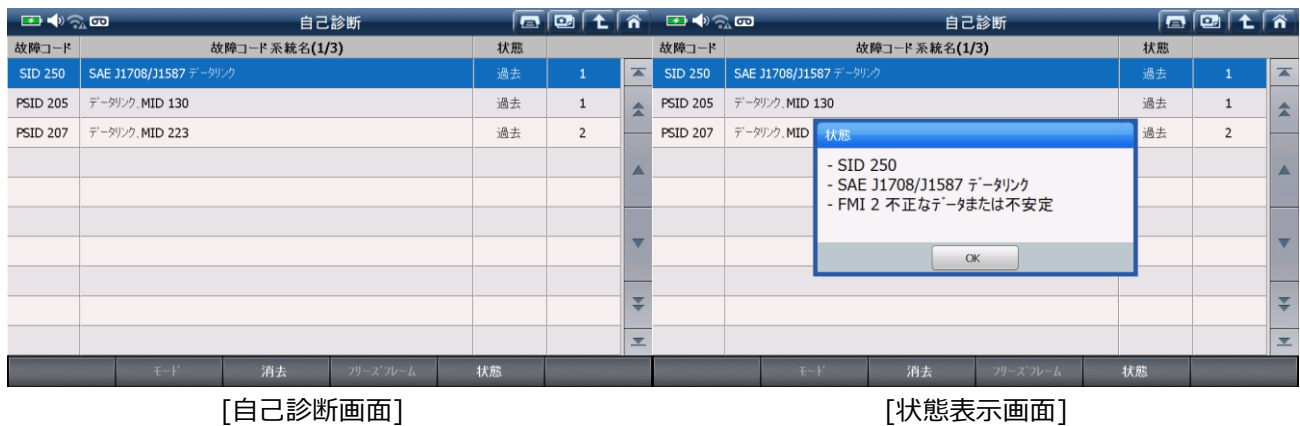 自己診断
故障コード 故障コード系統名(1/3) 状態
SID 250 SAE J1708/J1587 データリンク 過去 1
PSID 205 データリンク、MID 130 過去 1
PSID 207 データリンク、MID 223 過去 2
モード 消去 フリーズフレーム 状態
[自己診断画面]
自己診断
故障コード 故障コード系統名(1/3) 状態
SID 250 SAE J1708/J1587 データリンク 過去 1
PSID 205 データリンク、MID 130 過去 1
PSID 207 データリンク、MID 過去 2
状態
- SID 250
- SAE J1708/J1587 データリンク
- FMI 2 不正なデータまたは不安定
OK
モード 消去 フリーズフレーム 状態
[状態表示画面]